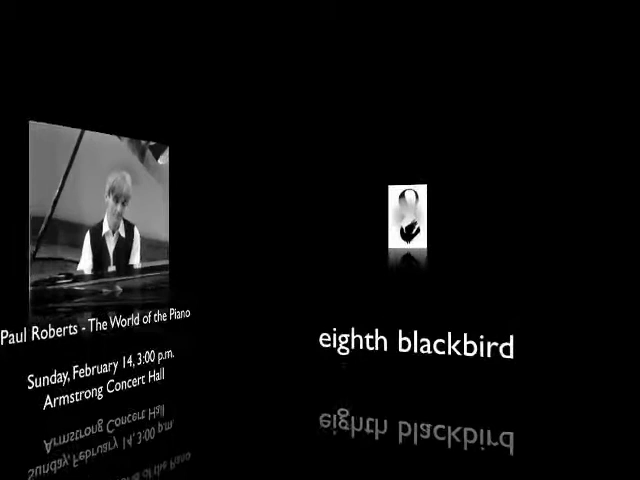 Paul Roberts - The World of the Piano
Sunday, February 14, 3:00 p.m.
Armstrong Concert Hall
eighth blackbird